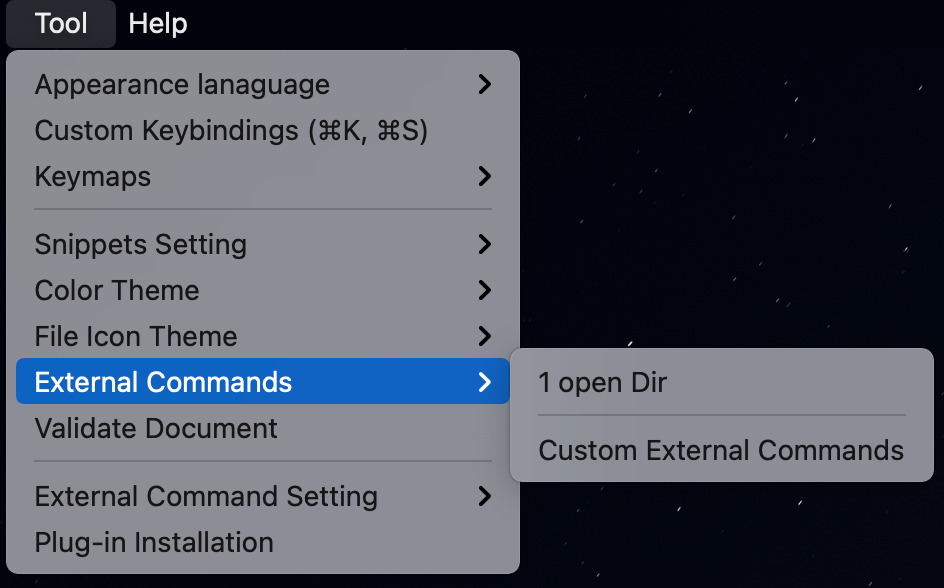 Tool Help
Appearance lanaguage
Custom Keybindings (⌘K, ⌘S)
Keymaps
Snippets Setting
Color Theme
File Icon Theme
External Commands
Validate Document
External Command Setting
Plug-in Installation
1 open Dir
Custom External Commands